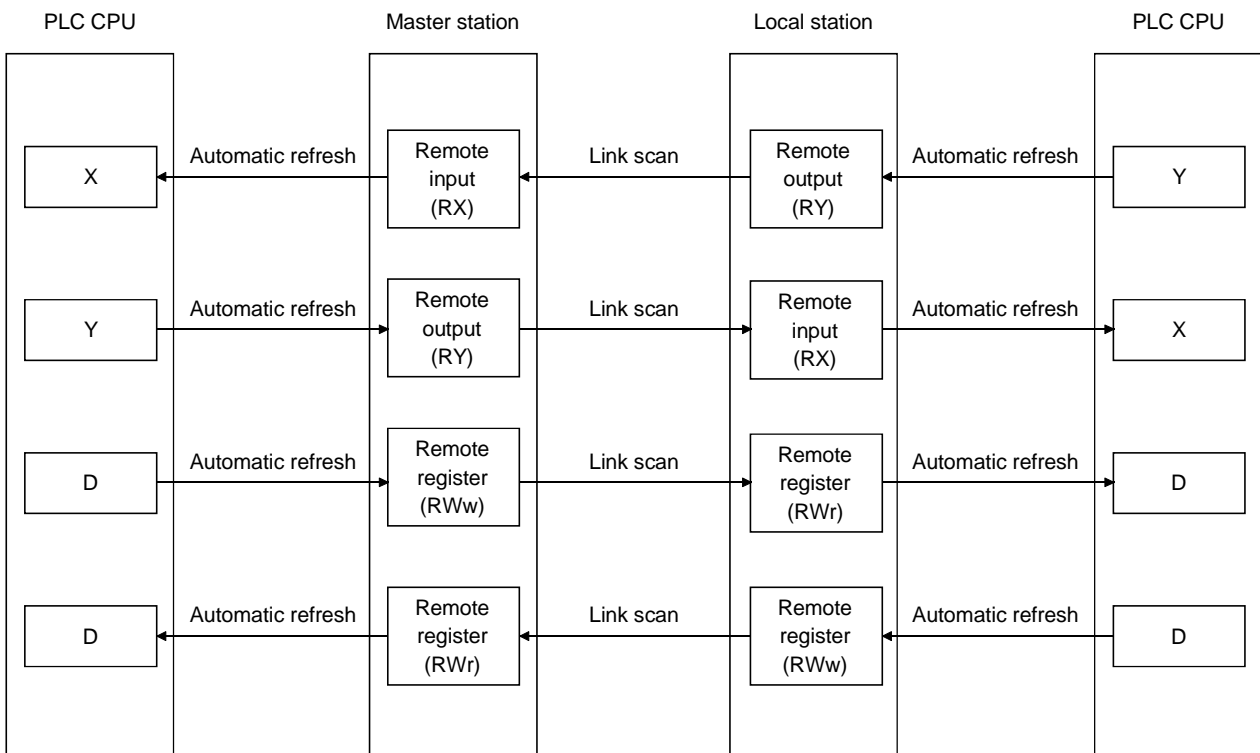 PLC CPU
Master station
Local station
PLC CPU
X
Automatic refresh
Remote
input
(RX)
Link scan
Remote
output
(RY)
Automatic refresh
Y
Y
Automatic refresh
Remote
output
(RY)
Link scan
Remote
input
(RX)
Automatic refresh
X
D
Automatic refresh
Remote
register
(RWw)
Link scan
Remote
register
(RWr)
Automatic refresh
D
D
Automatic refresh
Remote
register
(RWr)
Link scan
Remote
register
(RWw)
Automatic refresh
D